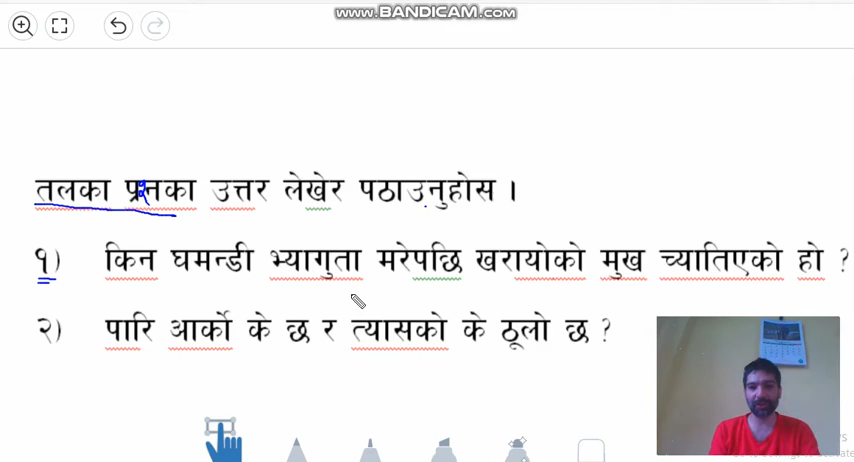 www.BANDICAM.com
तलका प्रश्नका उत्तर लेखेर पठाउनुहोस ।
१) किन घमन्डी भ्यागुता मरेपछि खरायोको मुख च्यातिएको हो ?
२) पारि आर्को के छ र त्यासको के ठूलो छ ?